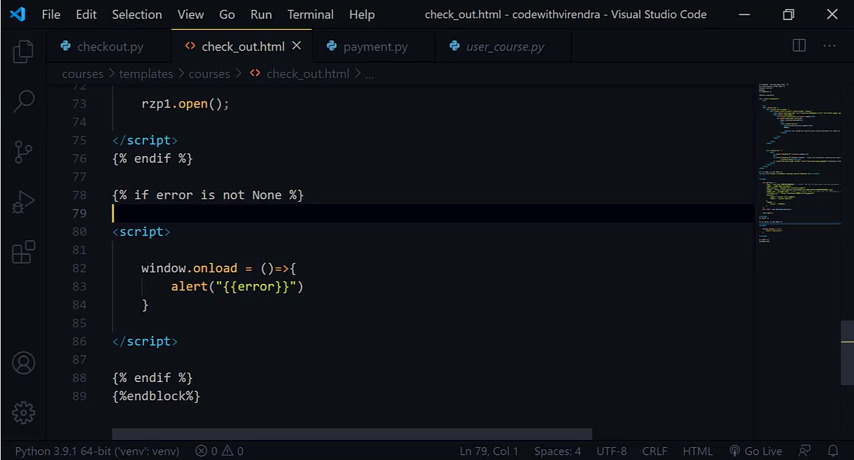 File Edit Selection View Go Run Terminal Help check_out.html - codewithvirendra - Visual Studio Code
checkout.py check_out.html payment.py user_course.py
courses > templates > courses > check_out.html > ...
72
73 rzp1.open();
74
75 </script>
76 {% endif %}
77
78 {% if error is not None %}
79
80 <script>
81
82 window.onload = ()=>{
83 alert("{{error}}")
84 }
85
86 </script>
87
88 {% endif %}
89 {%endblock%}
Python 3.9.1 64-bit ('venv': venv) 0 0 Ln 79, Col 1 Spaces: 4 UTF-8 CRLF HTML Go Live